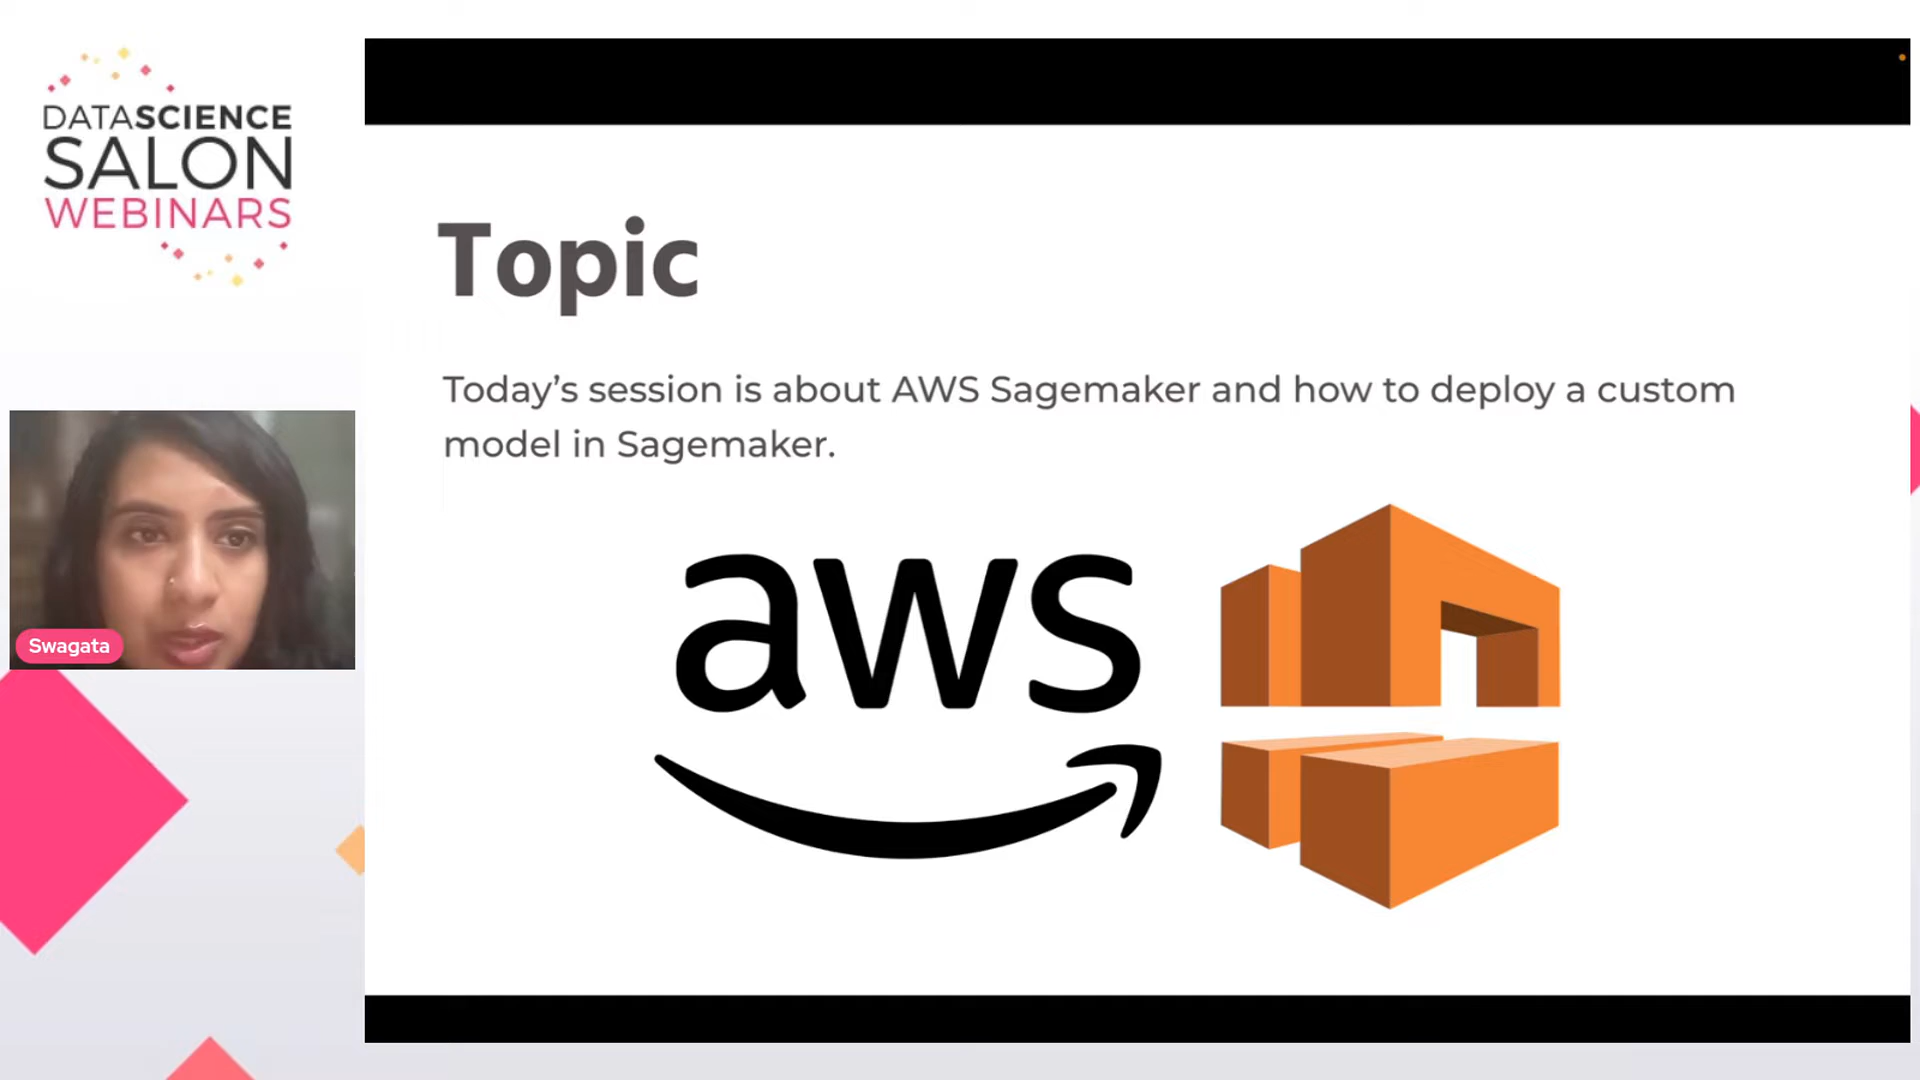 DATASCIENCE
SALON
WEBINARS
Topic
Today’s session is about AWS Sagemaker and how to deploy a custom
model in Sagemaker.
aws
Swagata